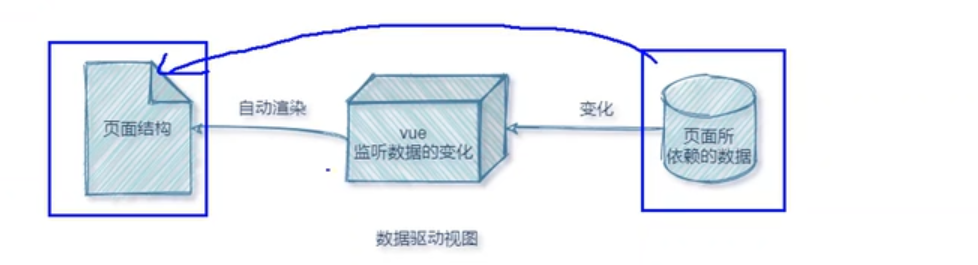 自动渲染
变化
页面结构
vue
监听数据的变化
页面所
依赖的数据
数据驱动视图